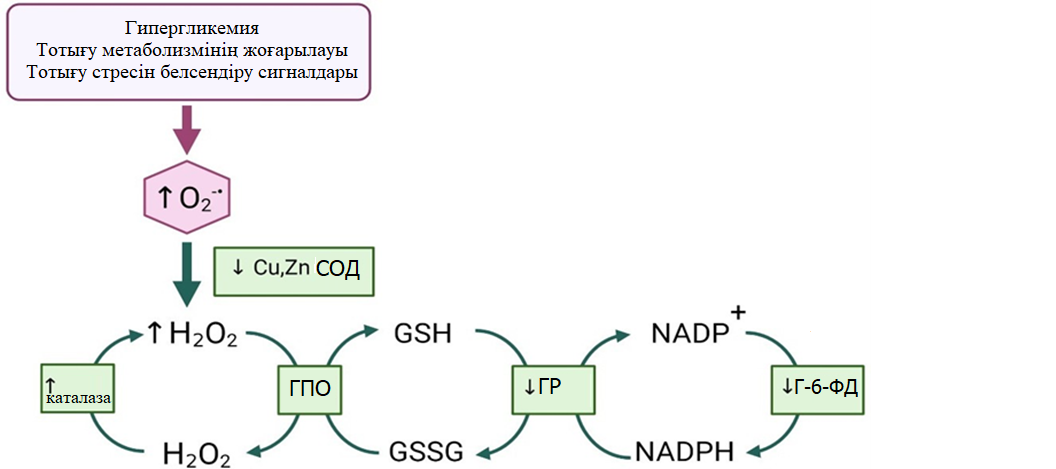 Гипергликемия
Тотығу метаболизмінің жоғарылауы
Тотығу стресін белсендіру сигналдары
↑ O₂⁻•
↓ Cu,Zn СОД
↑ H₂O₂
GSH
NADP⁺
↑
каталаза
ГПО
↓ГР
↓Г-6-ФД
H₂O₂
GSSG
NADPH